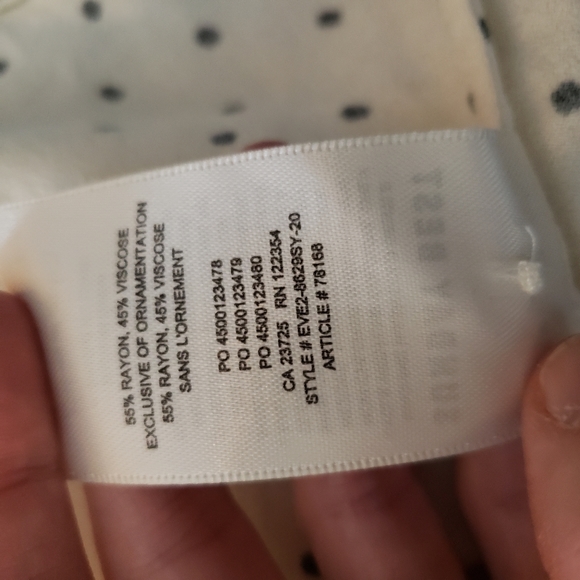 55% RAYON, 45% VISCOSE
EXCLUSIVE OF ORNAMENTATION
55% RAYON, 45% VISCOSE
SANS L'ORNEMENT
PO 4500123478
PO 4500123479
PO 4500123480
CA 23725 RN 122354
STYLE # EVE2-8629SY-20
ARTICLE # 78168